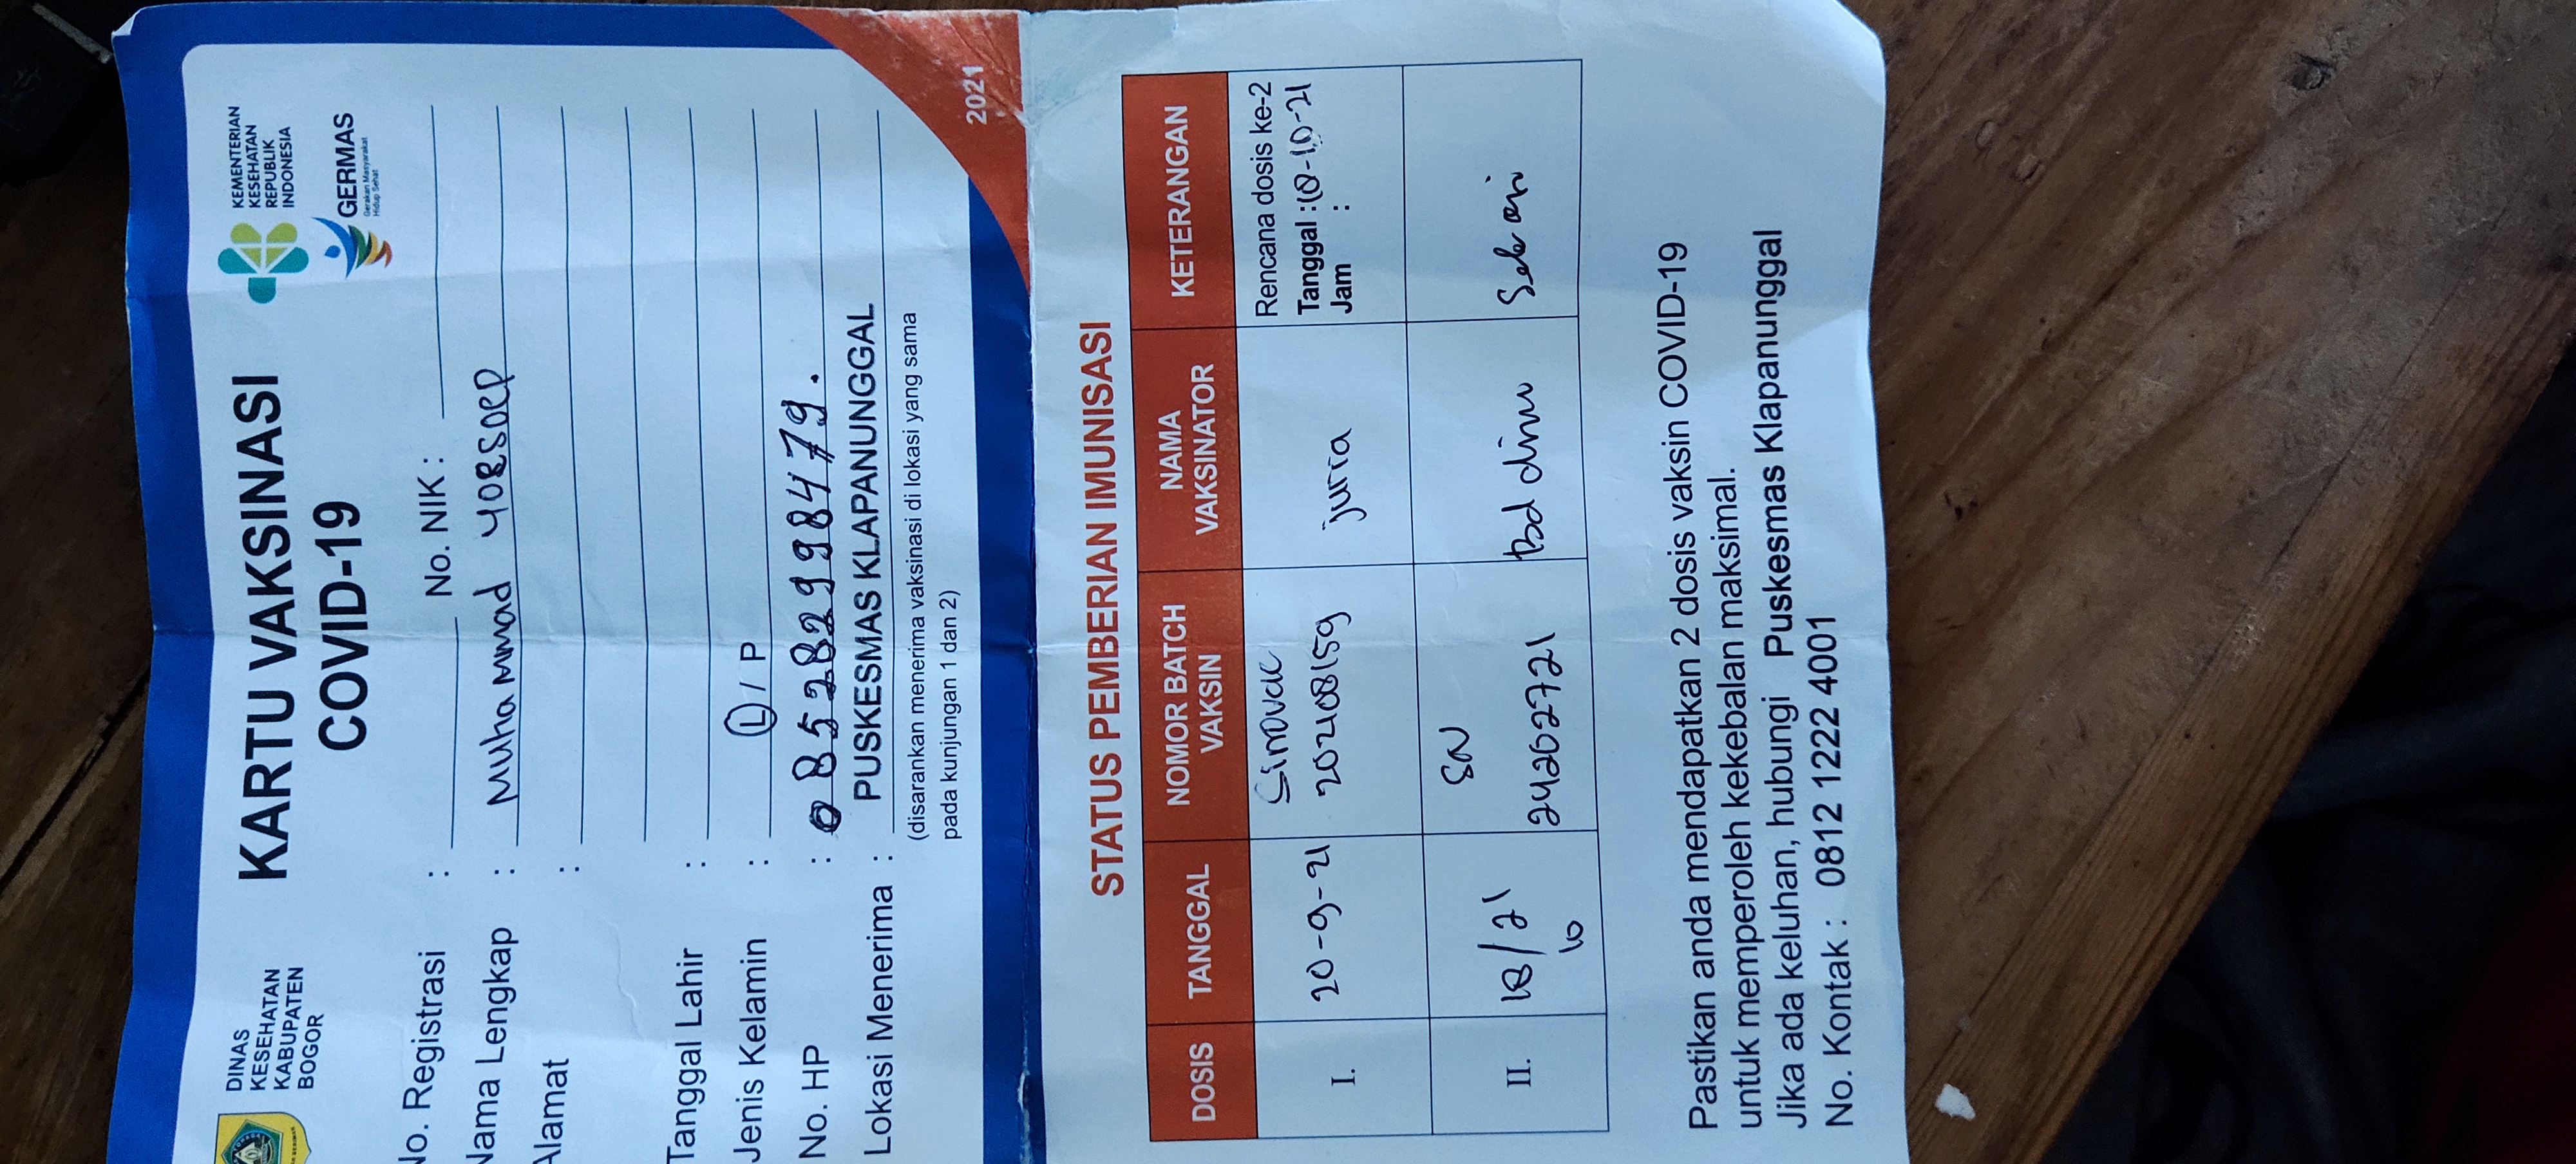 DINAS
KESEHATAN
KABUPATEN
BOGOR
KARTU VAKSINASI
COVID-19
KEMENTERIAN
KESEHATAN
REPUBLIK
INDONESIA
GERMAS
Gerakan Masyarakat
Hidup Sehat
No. Registrasi : No. NIK :
Nama Lengkap : Muhammad YOESOEP
Alamat :
Tanggal Lahir :
Jenis Kelamin : L / P
No. HP : 085282998479.
Lokasi Menerima : PUSKESMAS KLAPANUNGGAL
(disarankan menerima vaksinasi di lokasi yang sama
pada kunjungan 1 dan 2)
2021
STATUS PEMBERIAN IMUNISASI
DOSIS TANGGAL NOMOR BATCH VAKSIN NAMA VAKSINATOR KETERANGAN
I. 20-9-21 Sinovac 202108159 jurra Rencana dosis ke-2
Tanggal : 18-10-21
Jam :
II. 18/21 10 SN 24202721 Bd
Pastikan anda mendapatkan 2 dosis vaksin COVID-19
untuk memperoleh kekebalan maksimal.
Jika ada keluhan, hubungi Puskesmas Klapanunggal
No. Kontak : 0812 1222 4001